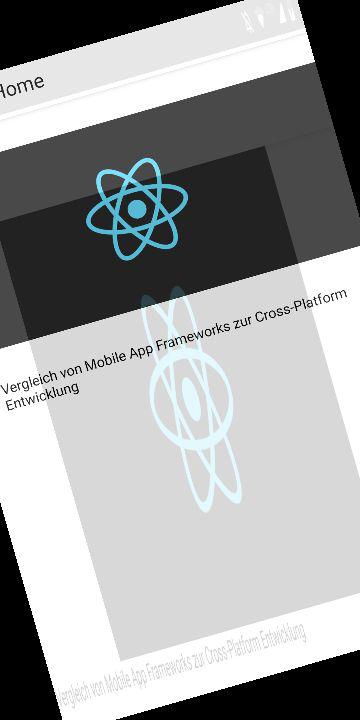 Home
Vergleich von Mobile App Frameworks zur Cross-Platform
Entwicklung
Vergleich von Mobile App Frameworks zur Cross-Platform Entwicklung